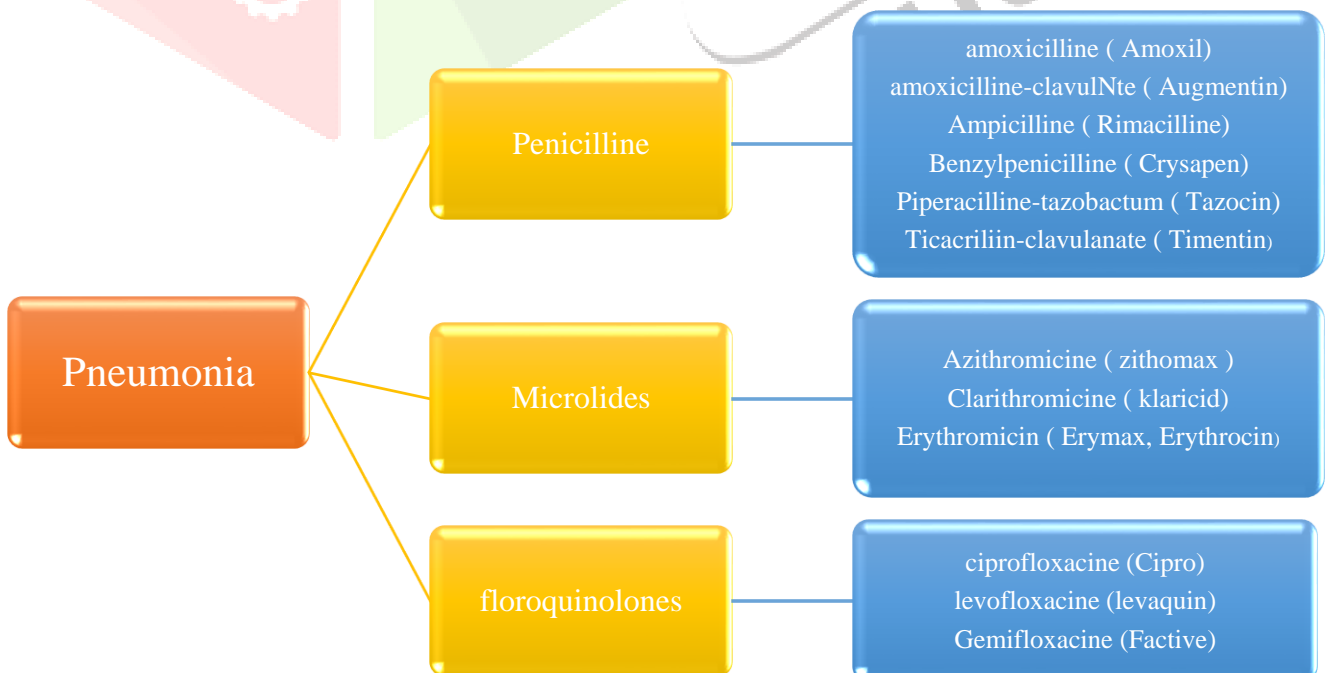 Pneumonia
Penicilline
amoxicilline ( Amoxil)
amoxicilline-clavulNte ( Augmentin)
Ampicilline ( Rimacilline)
Benzylpenicilline ( Crysapen)
Piperacilline-tazobactum ( Tazocin)
Ticacriliin-clavulanate ( Timentin)
Microlides
Azithromicine ( zithomax )
Clarithromicine ( klaricid)
Erythromicin ( Erymax, Erythrocin)
floroquinolones
ciprofloxacine (Cipro)
levofloxacine (levaquin)
Gemifloxacine (Factive)